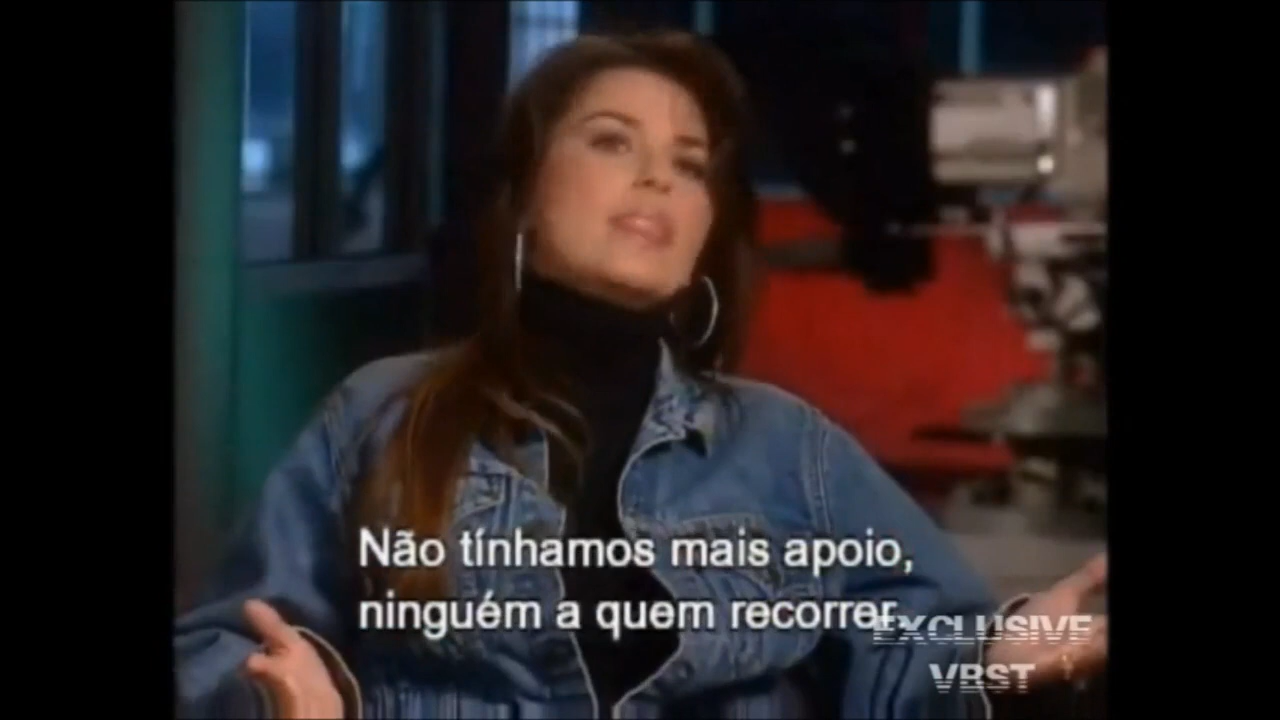 Não tínhamos mais apoio,
ninguém a quem recorrer.
EXCLUSIVE
VBST